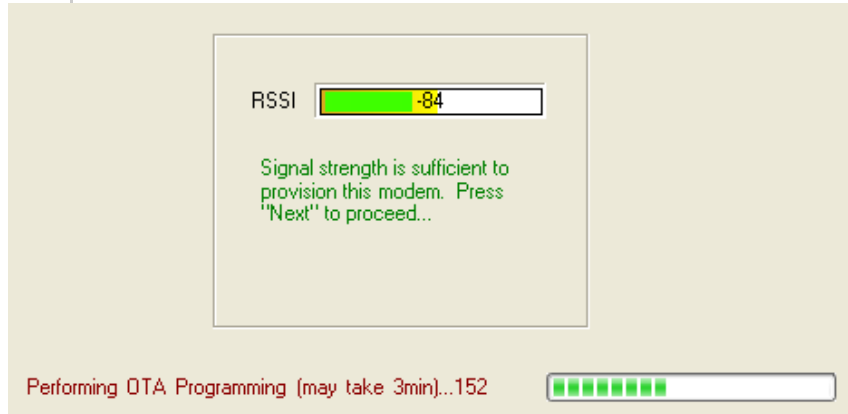 RSSI -84
Signal strength is sufficient to
provision this modem. Press
"Next" to proceed...
Performing OTA Programming (may take 3min)...152